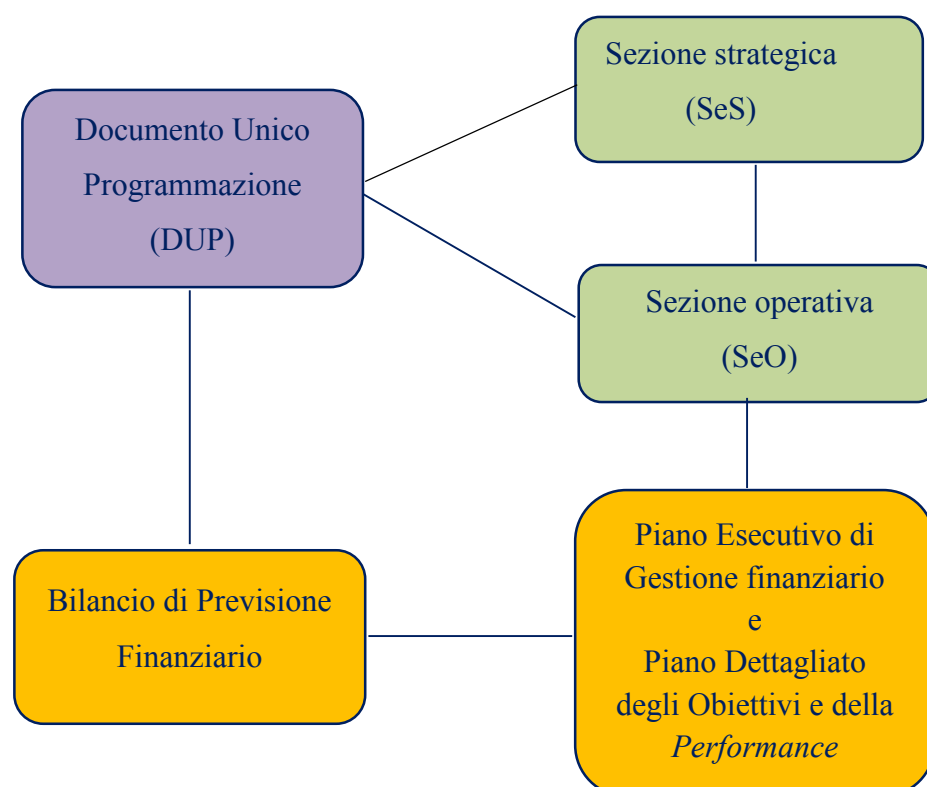 Sezione strategica
(SeS)
Documento Unico
Programmazione
(DUP)
Sezione operativa
(SeO)
Bilancio di Previsione
Finanziario
Piano Esecutivo di
Gestione finanziario
e
Piano Dettagliato
degli Obiettivi e della
Performance